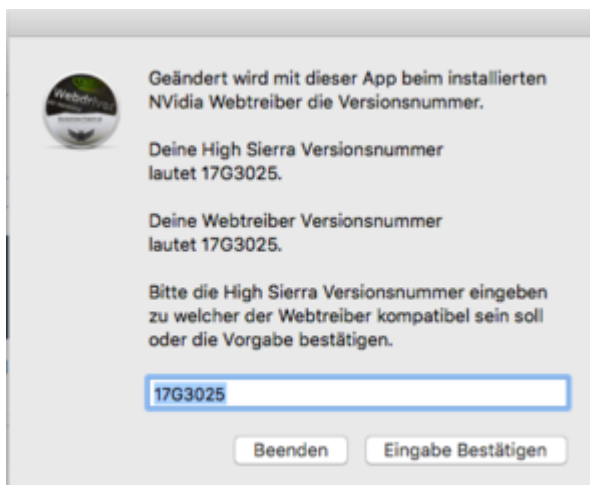 Webdriver
Geändert wird mit dieser App beim installierten
NVidia Webtreiber die Versionsnummer.
Deine High Sierra Versionsnummer
lautet 17G3025.
Deine Webtreiber Versionsnummer
lautet 17G3025.
Bitte die High Sierra Versionsnummer eingeben
zu welcher der Webtreiber kompatibel sein soll
oder die Vorgabe bestätigen.
17G3025
Beenden
Eingabe Bestätigen